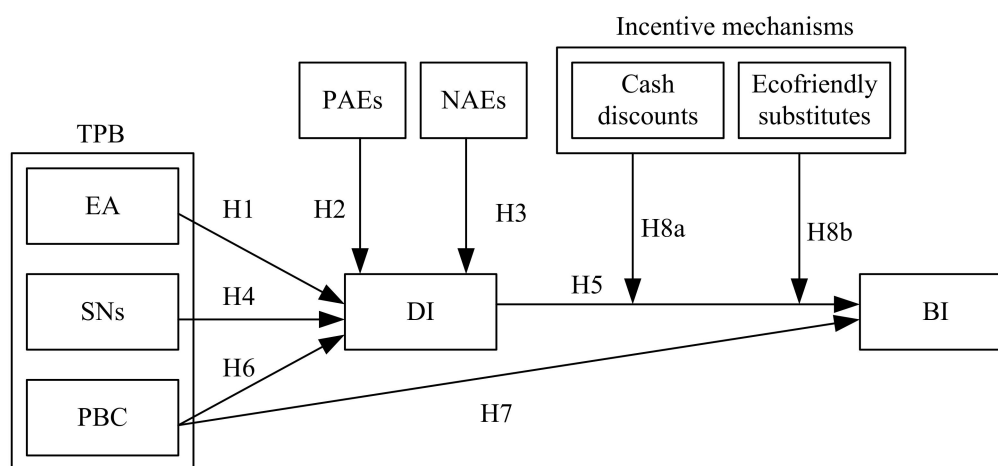 Incentive mechanisms
PAEs
NAEs
Cash
discounts
Ecofriendly
substitutes
TPB
EA
H1
H2
H3
H8a
H8b
SNs
H4
DI
H5
BI
H6
PBC
H7